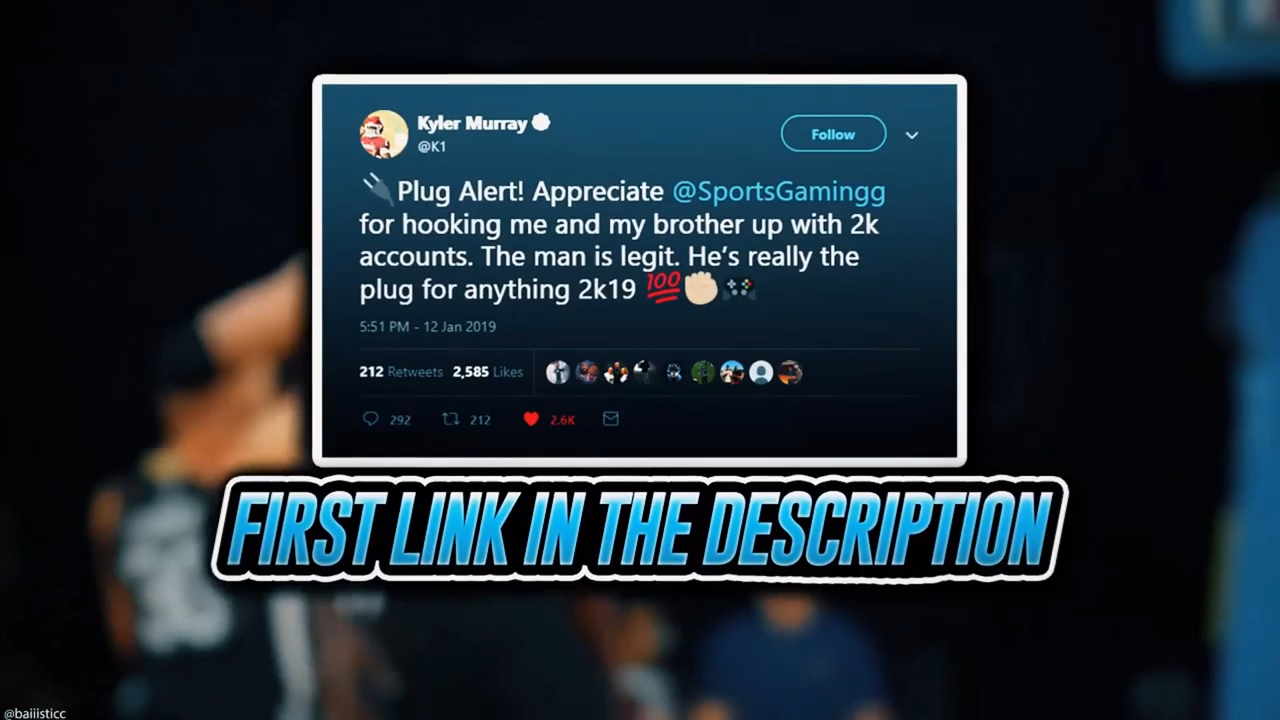 Kyler Murray
@K1
Follow
🔌Plug Alert! Appreciate @SportsGamingg
for hooking me and my brother up with 2k
accounts. The man is legit. He’s really the
plug for anything 2k19 💯✊🏼🎮
5:51 PM - 12 Jan 2019
212 Retweets 2,585 Likes
292 212 2.6K
FIRST LINK IN THE DESCRIPTION
@baiiisticc